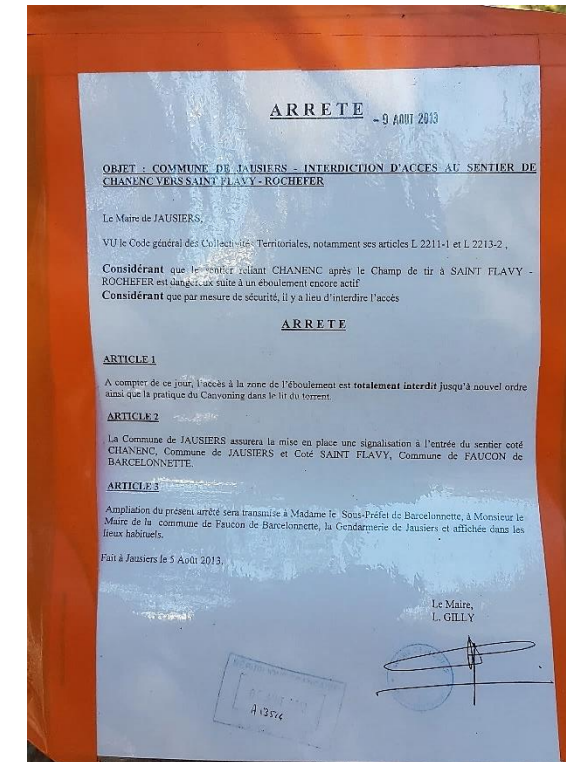 ARRETE
- 9 AOUT 2013
OBJET : COMMUNE DE JAUSIERS - INTERDICTION D'ACCES AU SENTIER DE
CHANENC VERS SAINT FLAVY - ROCHEFER
Le Maire de JAUSIERS,
VU le Code général des Collectivités Territoriales, notamment ses articles L 2211-1 et L 2213-2 ,
Considérant que le sentier reliant CHANENC après le Champ de tir à SAINT FLAVY -
ROCHEFER est dangereux suite à un éboulement encore actif
Considérant que par mesure de sécurité, il y a lieu d'interdire l'accès
ARRETE
ARTICLE 1
A compter de ce jour, l'accès à la zone de l'éboulement est totalement interdit jusqu'à nouvel ordre
ainsi que la pratique du Canyoning dans le lit du torrent.
ARTICLE 2
La Commune de JAUSIERS assurera la mise en place une signalisation à l'entrée du sentier coté
CHANENC, Commune de JAUSIERS et Coté SAINT FLAVY, Commune de FAUCON de
BARCELONNETTE.
ARTICLE 3
Ampliation du présent arrêté sera transmise à Madame le Sous-Préfet de Barcelonnette, à Monsieur le
Maire de la commune de Faucon de Barcelonnette, la Gendarmerie de Jausiers et affichée dans les
lieux habituels.
Fait à Jausiers le 5 Août 2013.
Le Maire,
L. GILLY